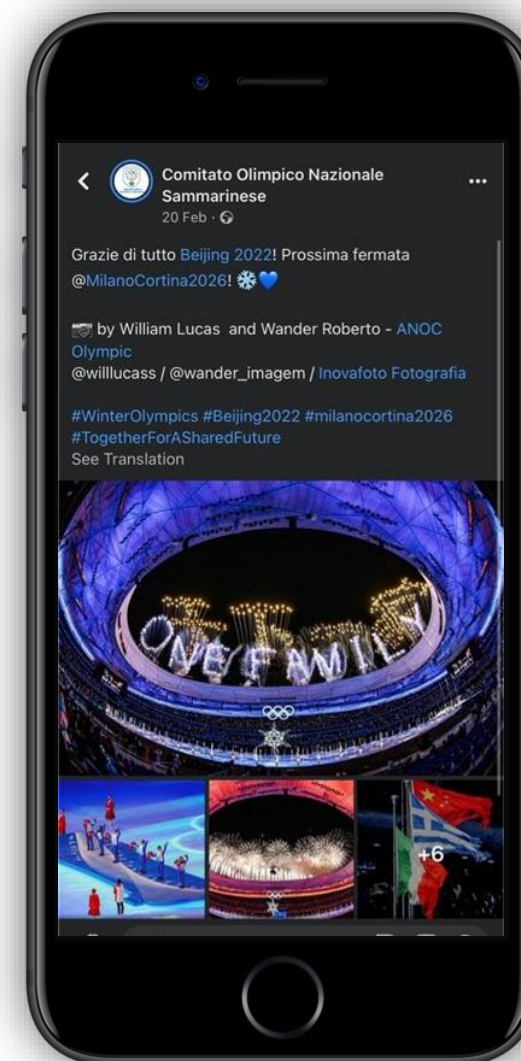 Comitato Olimpico Nazionale
Sammarinese
20 Feb ·
Grazie di tutto Beijing 2022! Prossima fermata
@MilanoCortina2026! ❄️💙
📷 by William Lucas and Wander Roberto - ANOC
Olympic
@willlucass / @wander_imagem / Inovafoto Fotografia
#WinterOlympics #Beijing2022 #milanocortina2026
#TogetherForASharedFuture
See Translation
ONE FAMILY
+6